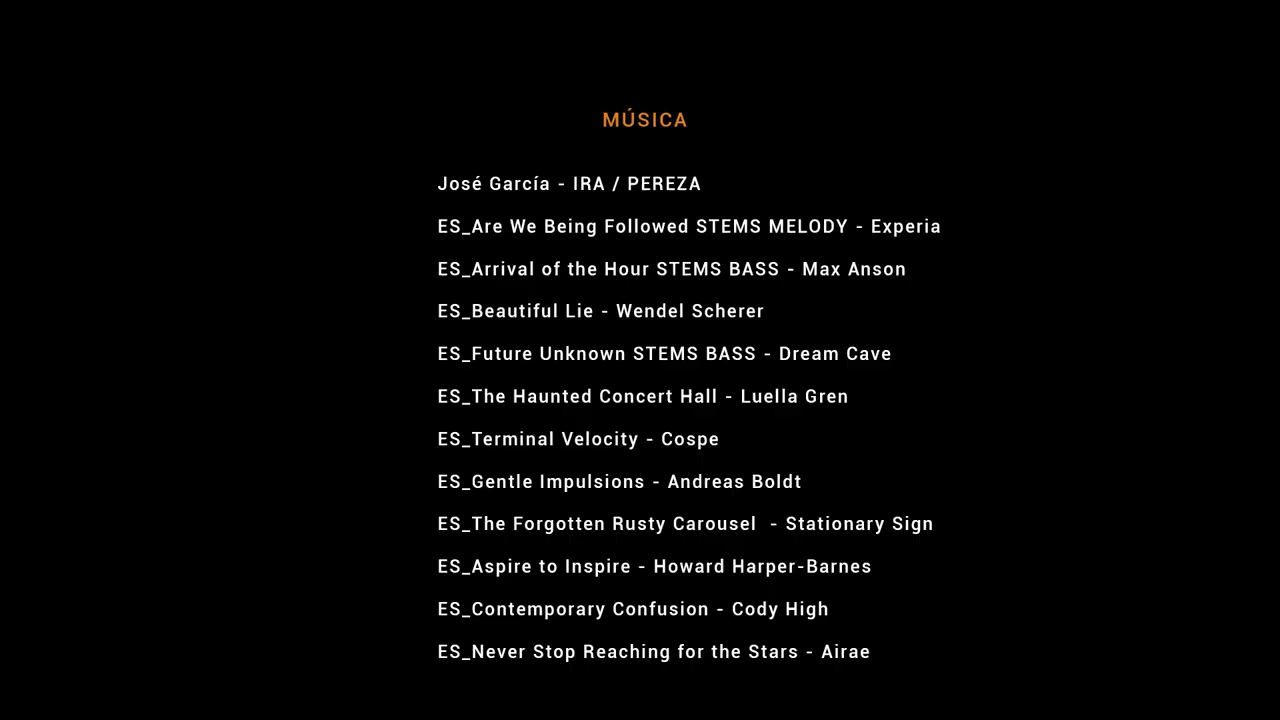 MÚSICA
José García - IRA / PEREZA
ES_Are We Being Followed STEMS MELODY - Experia
ES_Arrival of the Hour STEMS BASS - Max Anson
ES_Beautiful Lie - Wendel Scherer
ES_Future Unknown STEMS BASS - Dream Cave
ES_The Haunted Concert Hall - Luella Gren
ES_Terminal Velocity - Cospe
ES_Gentle Impulsions - Andreas Boldt
ES_The Forgotten Rusty Carousel  - Stationary Sign
ES_Aspire to Inspire - Howard Harper-Barnes
ES_Contemporary Confusion - Cody High
ES_Never Stop Reaching for the Stars - Airae